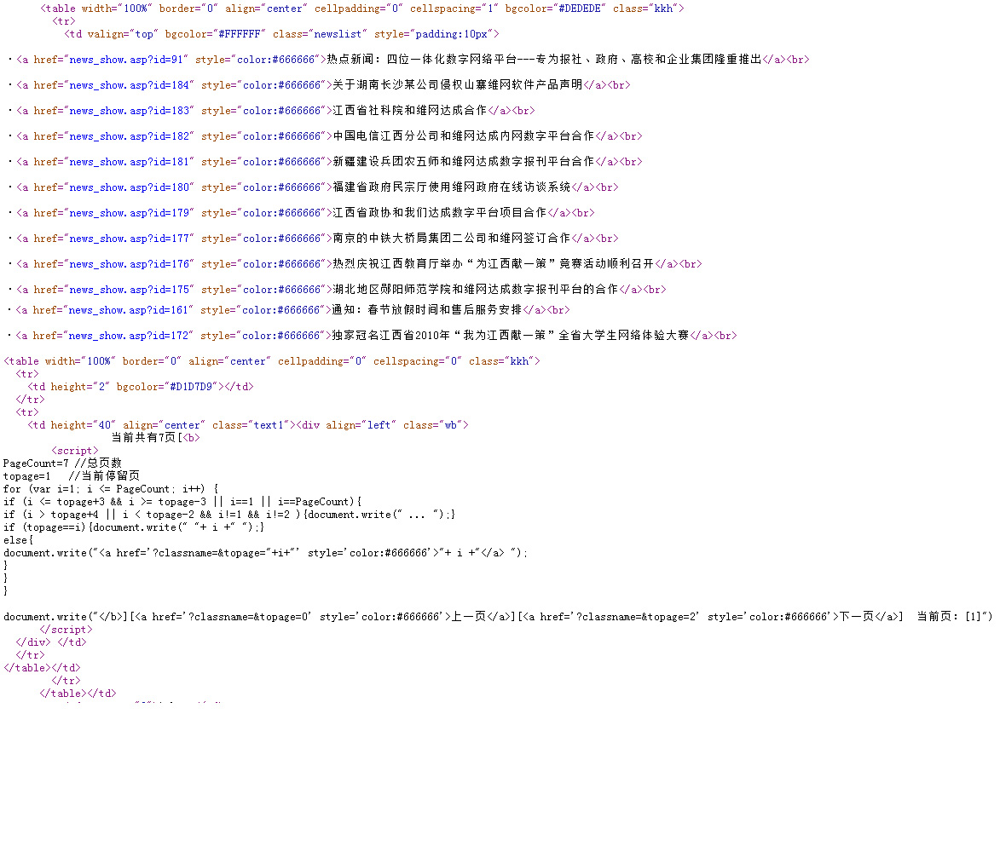 <table width="100%" border="0" align="center" cellpadding="0" cellspacing="1" bgcolor="#DEDEDE" class="kkh">
<tr>
<td valign="top" bgcolor="#FFFFFF" class="newslist" style="padding:10px">
·<a href="news_show.asp?id=91" style="color:#666666">热点新闻：四位一体化数字网络平台---专为报社、政府、高校和企业集团隆重推出</a><br>
·<a href="news_show.asp?id=184" style="color:#666666">关于湖南长沙某公司侵权山寨维网软件产品声明</a><br>
·<a href="news_show.asp?id=183" style="color:#666666">江西省社科院和维网达成合作</a><br>
·<a href="news_show.asp?id=182" style="color:#666666">中国电信江西分公司和维网达成内网数字平台合作</a><br>
·<a href="news_show.asp?id=181" style="color:#666666">新疆建设兵团农五师和维网达成数字报刊平台合作</a><br>
·<a href="news_show.asp?id=180" style="color:#666666">福建省政府民宗厅使用维网政府在线访谈系统</a><br>
·<a href="news_show.asp?id=179" style="color:#666666">江西省政协和我们达成数字平台项目合作</a><br>
·<a href="news_show.asp?id=177" style="color:#666666">南京的中铁大桥局集团二公司和维网签订合作</a><br>
·<a href="news_show.asp?id=176" style="color:#666666">热烈庆祝江西教育厅举办“为江西献一策”竞赛活动顺利召开</a><br>
·<a href="news_show.asp?id=175" style="color:#666666">湖北地区郧阳师范学院和维网达成数字报刊平台的合作</a><br>
·<a href="news_show.asp?id=161" style="color:#666666">通知：春节放假时间和售后服务安排</a><br>
·<a href="news_show.asp?id=172" style="color:#666666">独家冠名江西省2010年“我为江西献一策”全省大学生网络体验大赛</a><br>
<table width="100%" border="0" align="center" cellpadding="0" cellspacing="0" class="kkh">
<tr>
<td height="2" bgcolor="#D1D7D9"></td>
</tr>
<tr>
<td height="40" align="center" class="text1"><div align="left" class="wb">
当前共有7页[<b>
<script>
PageCount=7 //总页数
topage=1 //当前停留页
for (var i=1; i <= PageCount; i++) {
if (i <= topage+3 && i >= topage-3 || i==1 || i==PageCount){
if (i > topage+4 || i < topage-2 && i!=1 && i!=2 ){document.write(" ... ");}
if (topage==i){document.write(" "+ i +" ");}
else{
document.write("<a href='?classname=&topage="+i+"' style='color:#666666'>"+ i +"</a> ");
}
}
}
document.write("</b>][<a href='?classname=&topage=0' style='color:#666666'>上一页</a>][<a href='?classname=&topage=2' style='color:#666666'>下一页</a>] 当前页：[1]")
</script>
</div> </td>
</tr>
</table></td>
</tr>
</table></td>